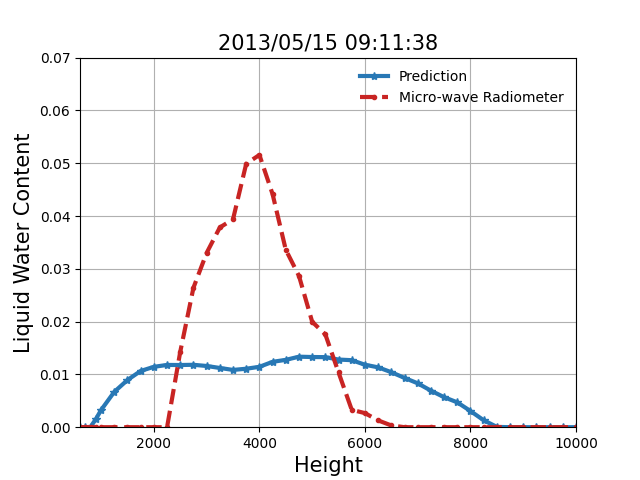 2013/05/15 09:11:38
0.07
0.06
0.05
0.04
0.03
0.02
0.01
0.00
Liquid Water Content
Prediction
Micro-wave Radiometer
2000 4000 6000 8000 10000
Height